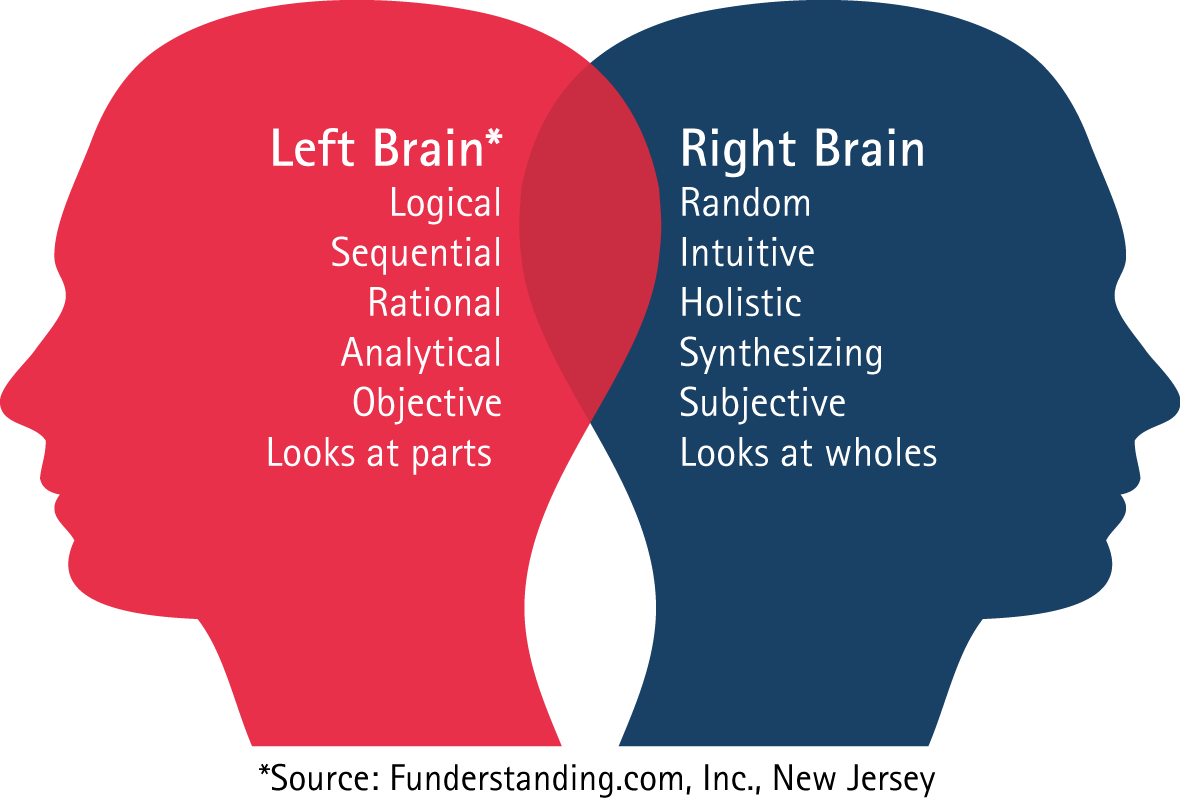 Left Brain*
Logical
Sequential
Rational
Analytical
Objective
Looks at parts
Right Brain
Random
Intuitive
Holistic
Synthesizing
Subjective
Looks at wholes
*Source: Funderstanding.com, Inc., New Jersey